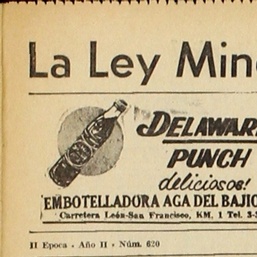 La Ley Min
DELAWAR
PUNCH
deliciosos!
EMBOTELLADORA AGA DEL BAJIO
Carretera León-San Francisco, KM. 1 Tel. 3-
II Epoca - Año II - Núm. 620